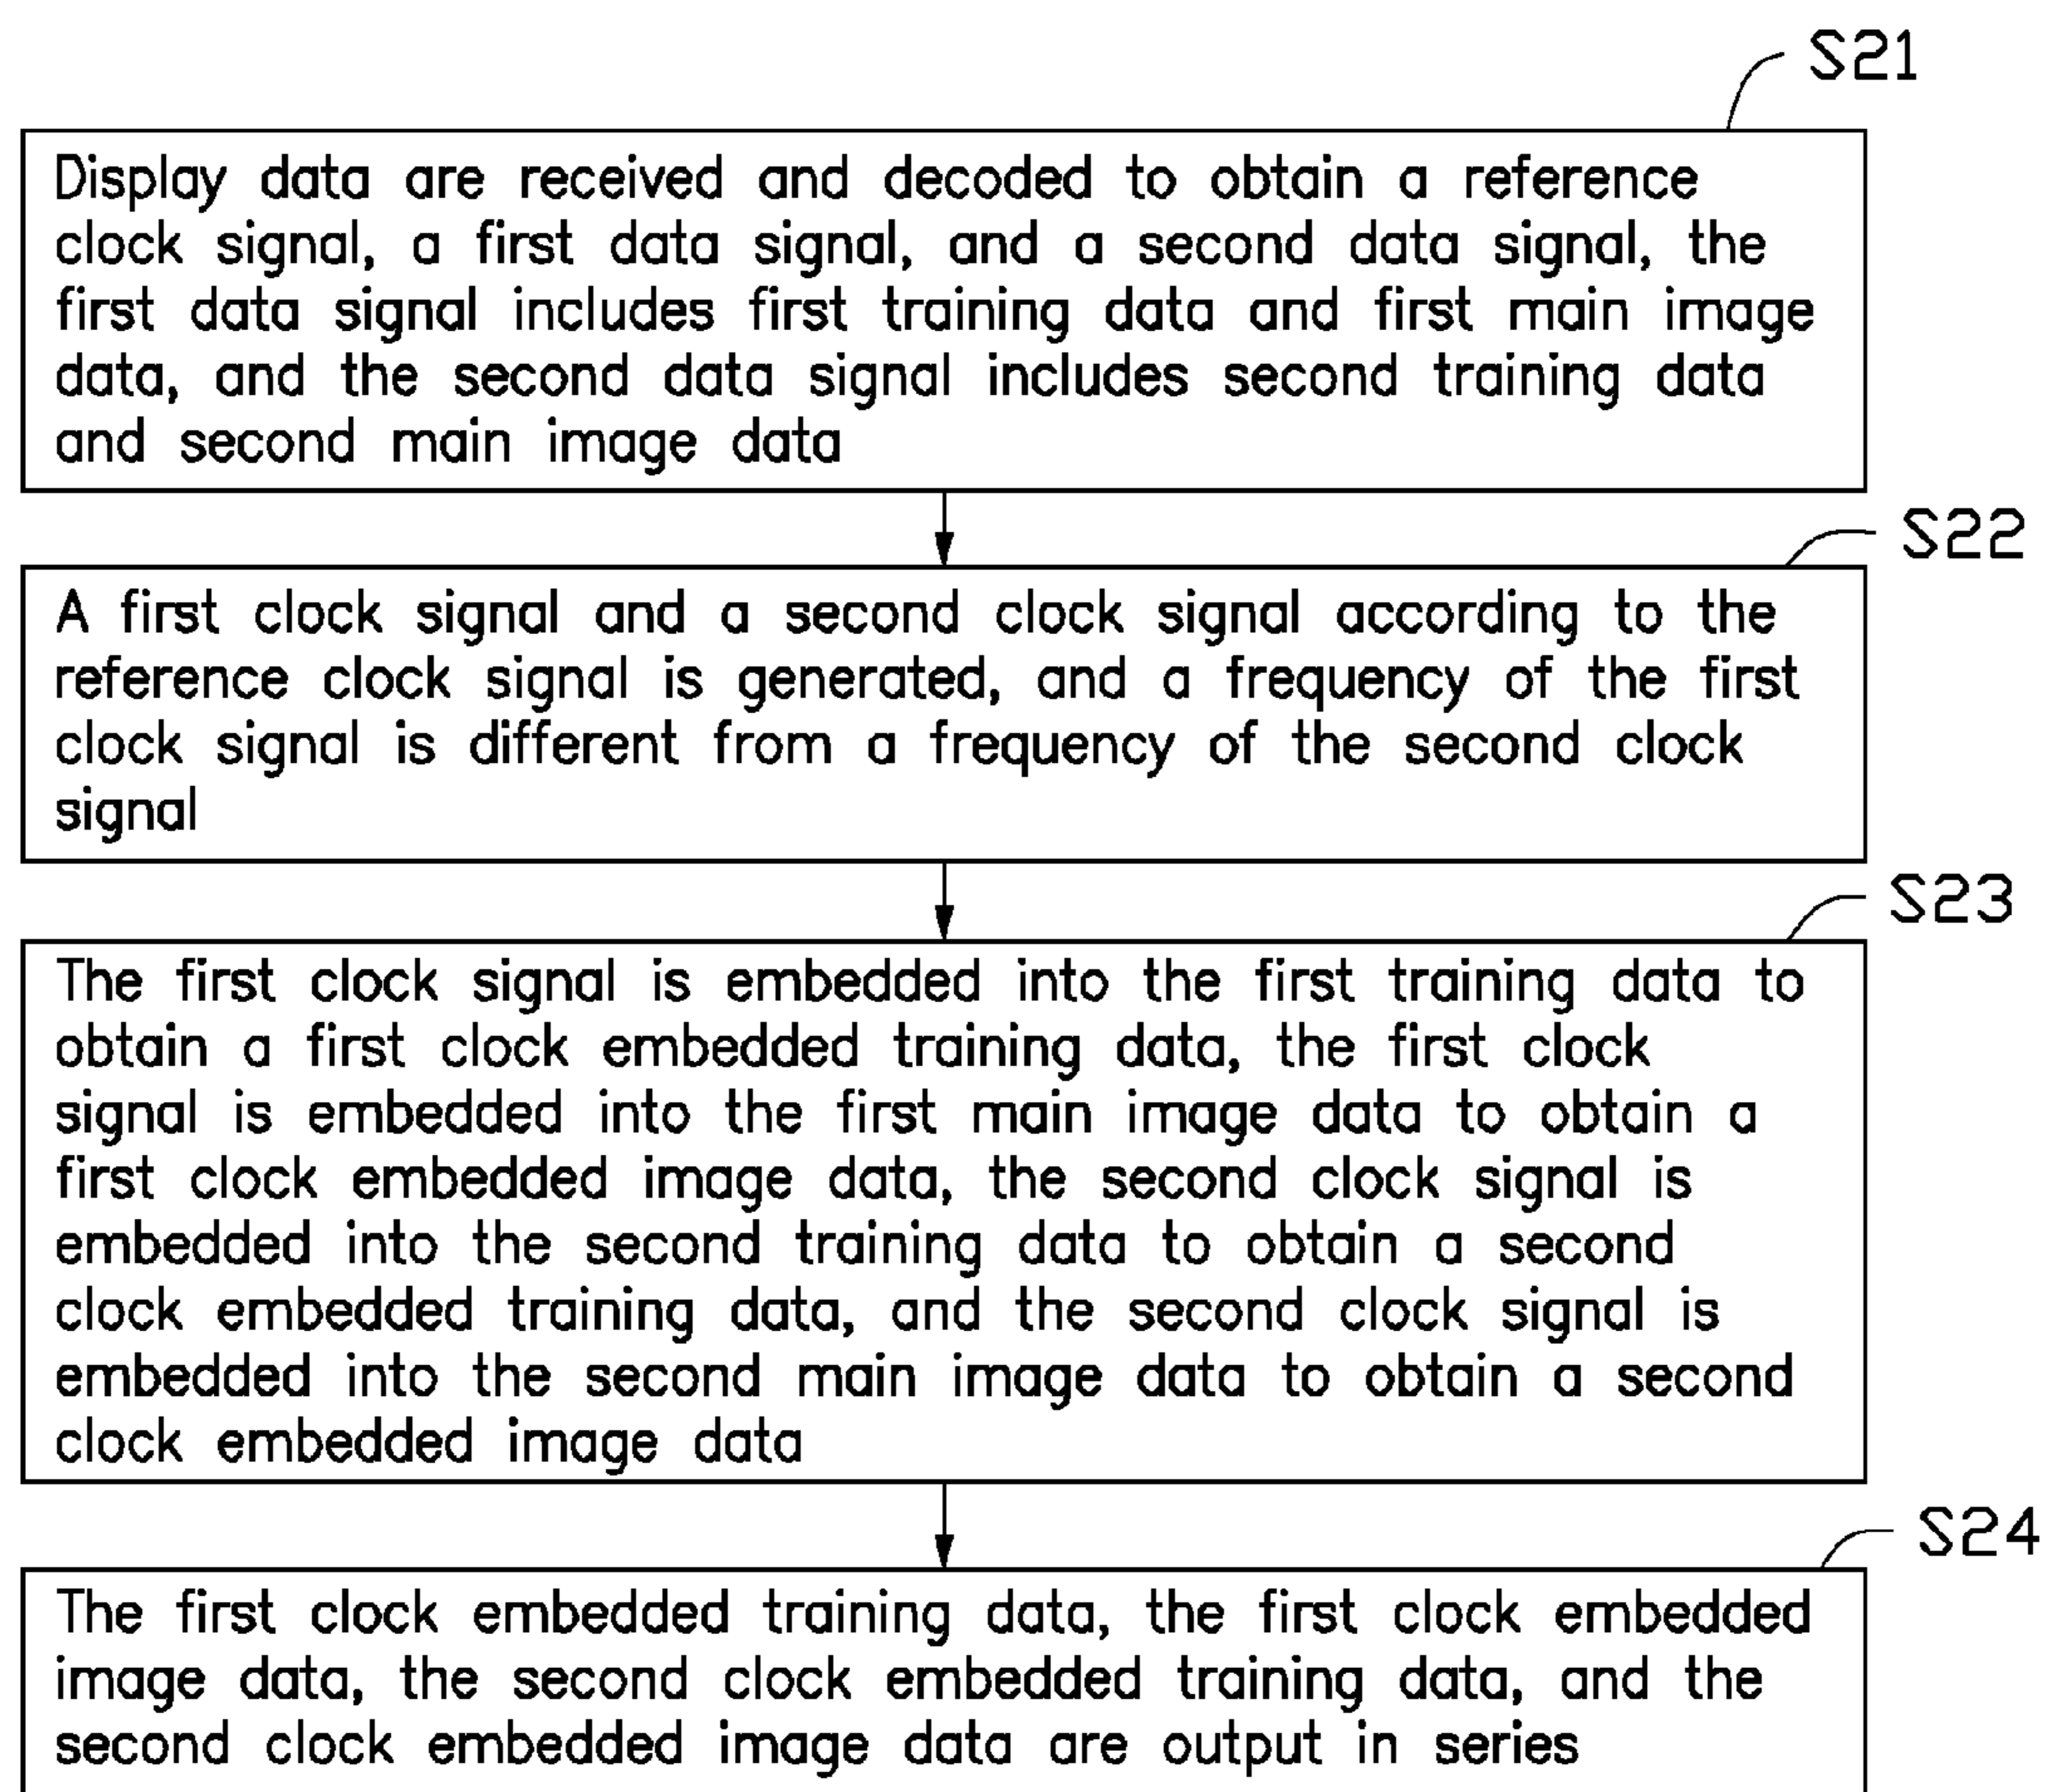 S21
Display data are received and decoded to obtain a reference
clock signal, a first data signal, and a second data signal, the
first data signal includes first training data and first main image
data, and the second data signal includes second training data
and second main image data
S22
A first clock signal and a second clock signal according to the
reference clock signal is generated, and a frequency of the first
clock signal is different from a frequency of the second clock
signal
S23
The first clock signal is embedded into the first training data to
obtain a first clock embedded training data, the first clock
signal is embedded into the first main image data to obtain a
first clock embedded image data, the second clock signal is
embedded into the second training data to obtain a second
clock embedded training data, and the second clock signal is
embedded into the second main image data to obtain a second
clock embedded image data
S24
The first clock embedded training data, the first clock embedded
image data, the second clock embedded training data, and the
second clock embedded image data are output in series